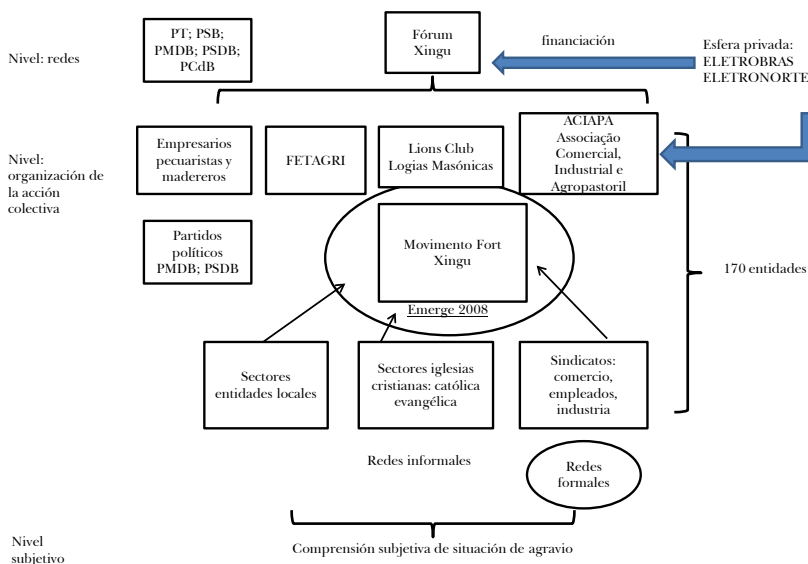 PT; PSB;
PMDB; PSDB;
PCdB
Nivel: redes
Fórum
Xingu
financiación
Esfera privada:
ELETROBRAS
ELETRONORTE
Nivel:
organización de
la acción
colectiva
Empresarios
pecuaristas y
madereros
FETAGRI
Lions Club
Logias Masónicas
ACIAPA
Associação
Comercial,
Industrial e
Agropastoril
Partidos
políticos
PMDB; PSDB
Movimento Fort
Xingu
Emerge 2008
170 entidades
Sectores
entidades locales
Sectores iglesias
cristianas: católica
evangélica
Sindicatos:
comercio,
empleados,
industria
Redes informales
Redes
formales
Nivel
subjetivo
Comprensión subjetiva de situación de agravio